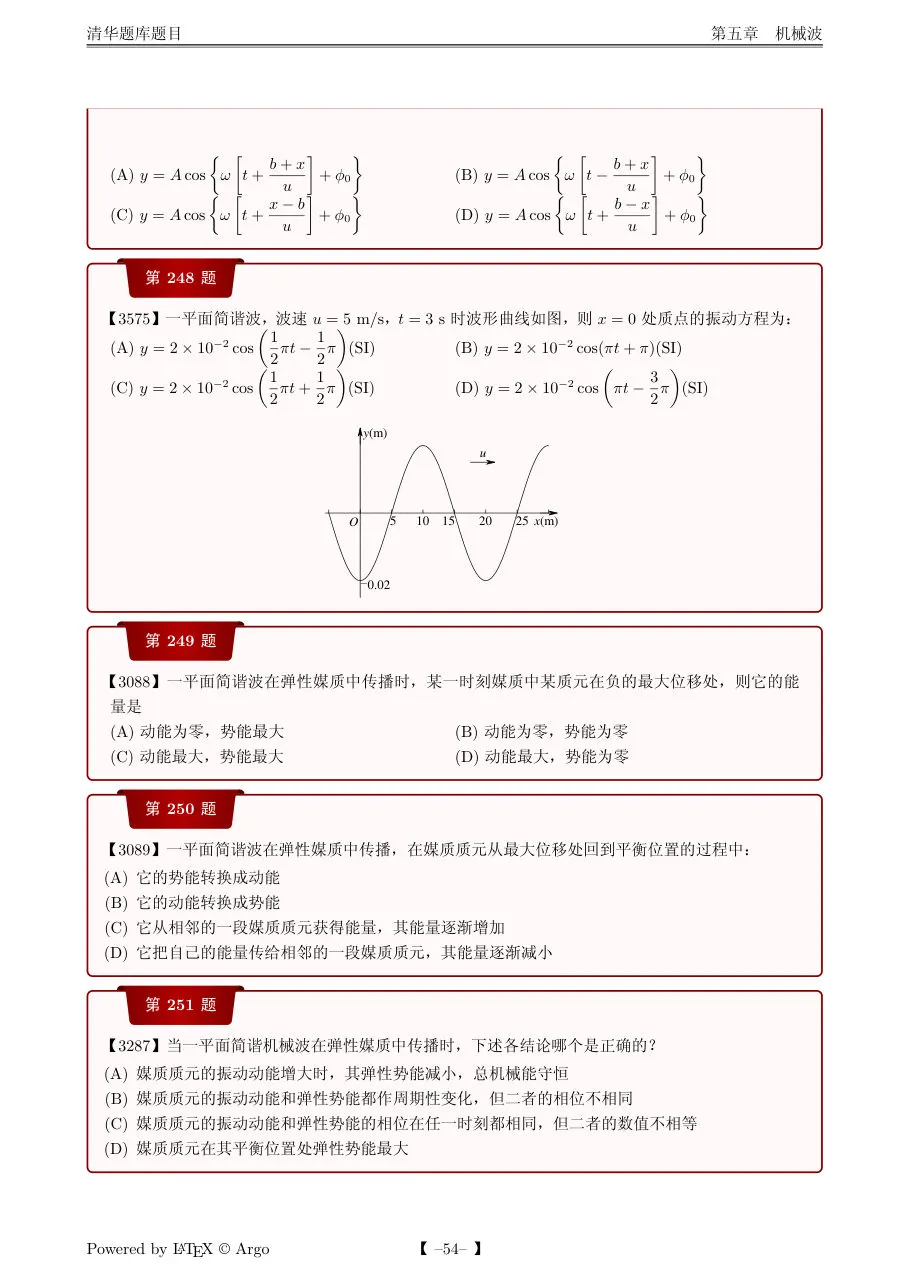 清华题库题目 第五章 机械波
(A) y = A cos{ω[t + (b + x)/u] + ϕ₀} (B) y = A cos{ω[t − (b + x)/u] + ϕ₀}
(C) y = A cos{ω[t + (x − b)/u] + ϕ₀} (D) y = A cos{ω[t + (b − x)/u] + ϕ₀}
第 248 题
【3575】一平面简谐波，波速 u = 5 m/s，t = 3 s 时波形曲线如图，则 x = 0 处质点的振动方程为：
(A) y = 2 × 10⁻² cos(1/2 πt − 1/2 π)(SI) (B) y = 2 × 10⁻² cos(πt + π)(SI)
(C) y = 2 × 10⁻² cos(1/2 πt + 1/2 π)(SI) (D) y = 2 × 10⁻² cos(πt − 3/2 π)(SI)
y(m)
u
O 5 10 15 20 25 x(m)
−0.02
第 249 题
【3088】一平面简谐波在弹性媒质中传播时，某一时刻媒质中某质元在负的最大位移处，则它的能
量是
(A) 动能为零，势能最大 (B) 动能为零，势能为零
(C) 动能最大，势能最大 (D) 动能最大，势能为零
第 250 题
【3089】一平面简谐波在弹性媒质中传播，在媒质质元从最大位移处回到平衡位置的过程中：
(A) 它的势能转换成动能
(B) 它的动能转换成势能
(C) 它从相邻的一段媒质质元获得能量，其能量逐渐增加
(D) 它把自己的能量传给相邻的一段媒质质元，其能量逐渐减小
第 251 题
【3287】当一平面简谐机械波在弹性媒质中传播时，下述各结论哪个是正确的？
(A) 媒质质元的振动动能增大时，其弹性势能减小，总机械能守恒
(B) 媒质质元的振动动能和弹性势能都作周期性变化，但二者的相位不相同
(C) 媒质质元的振动动能和弹性势能的相位在任一时刻都相同，但二者的数值不相等
(D) 媒质质元在其平衡位置处弹性势能最大
Powered by LATEX © Argo 【 –54– 】